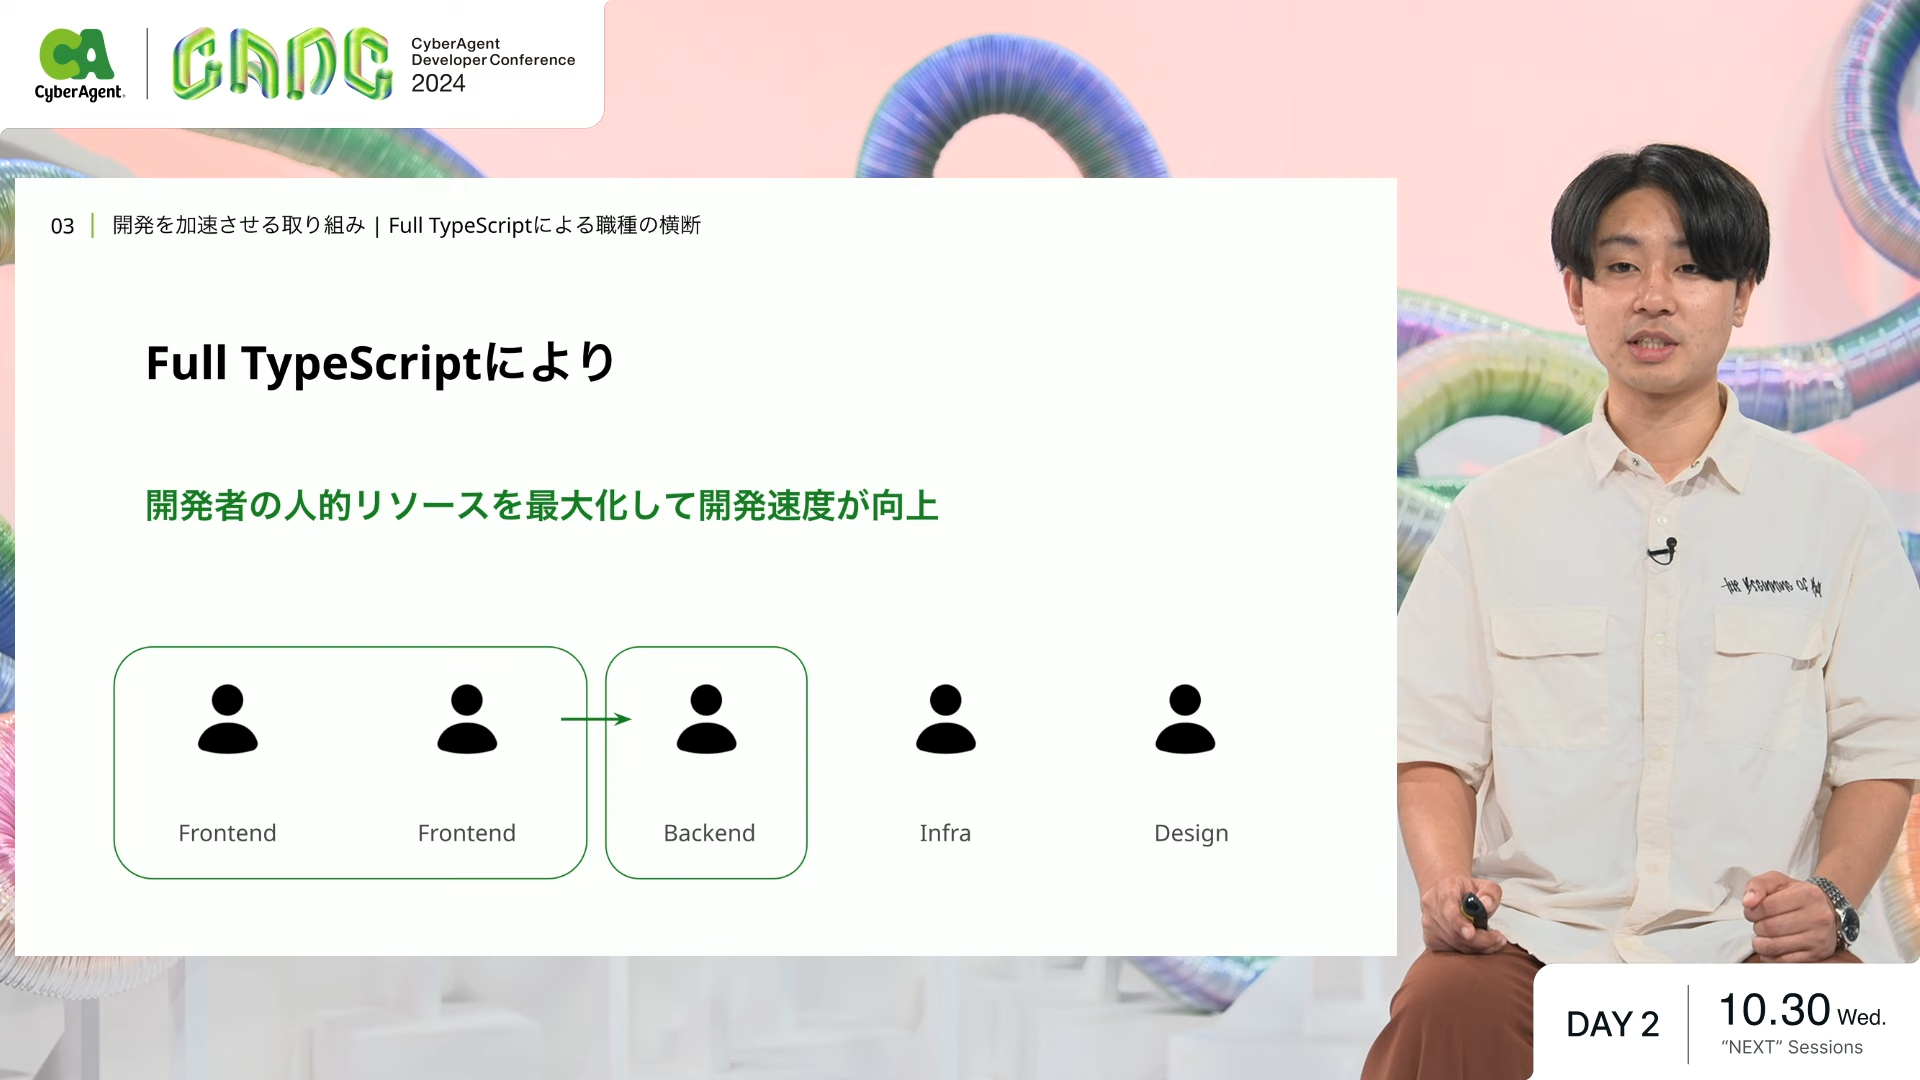 CyberAgent
CADC
CyberAgent
Developer Conference
2024
03
開発を加速させる取り組み | Full TypeScriptによる職種の横断
Full TypeScriptにより
開発者の人的リソースを最大化して開発速度が向上
Frontend
Frontend
Backend
Infra
Design
DAY 2
10.30 Wed.
“NEXT” Sessions